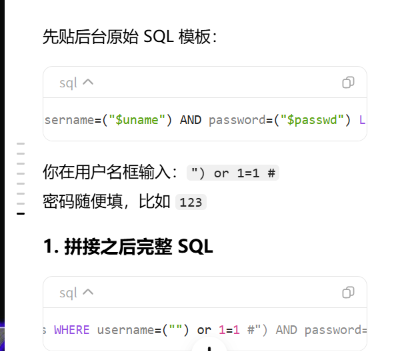 先贴后台原始 SQL 模板：
sql
sername=("$uname") AND password=("$passwd") L
你在用户名框输入：") or 1=1 #
密码随便填，比如 123
1. 拼接之后完整 SQL
sql
s WHERE username=("") or 1=1 #") AND password=